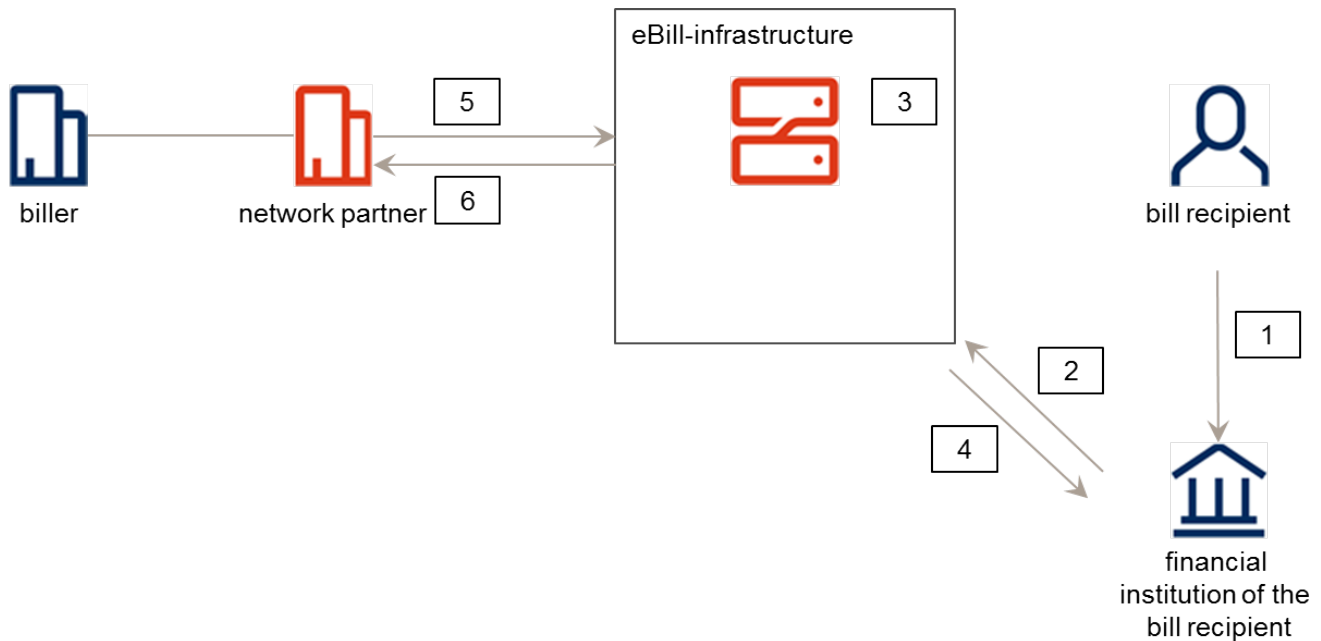 eBill-infrastructure
5
3
biller
network partner
6
bill recipient
1
2
4
financial
institution of the
bill recipient